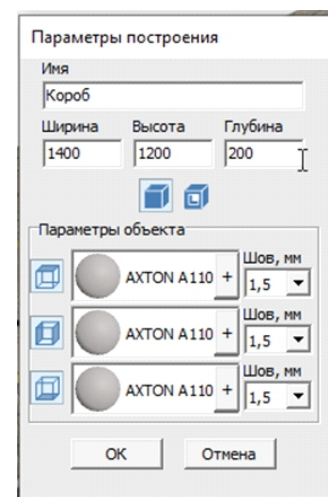 Параметры построения
Имя
Короб
Ширина Высота Глубина
1400 1200 200
Параметры объекта
Шов, мм
AXTON A110 + 1,5
Шов, мм
AXTON A110 + 1,5
Шов, мм
AXTON A110 + 1,5
OK Отмена